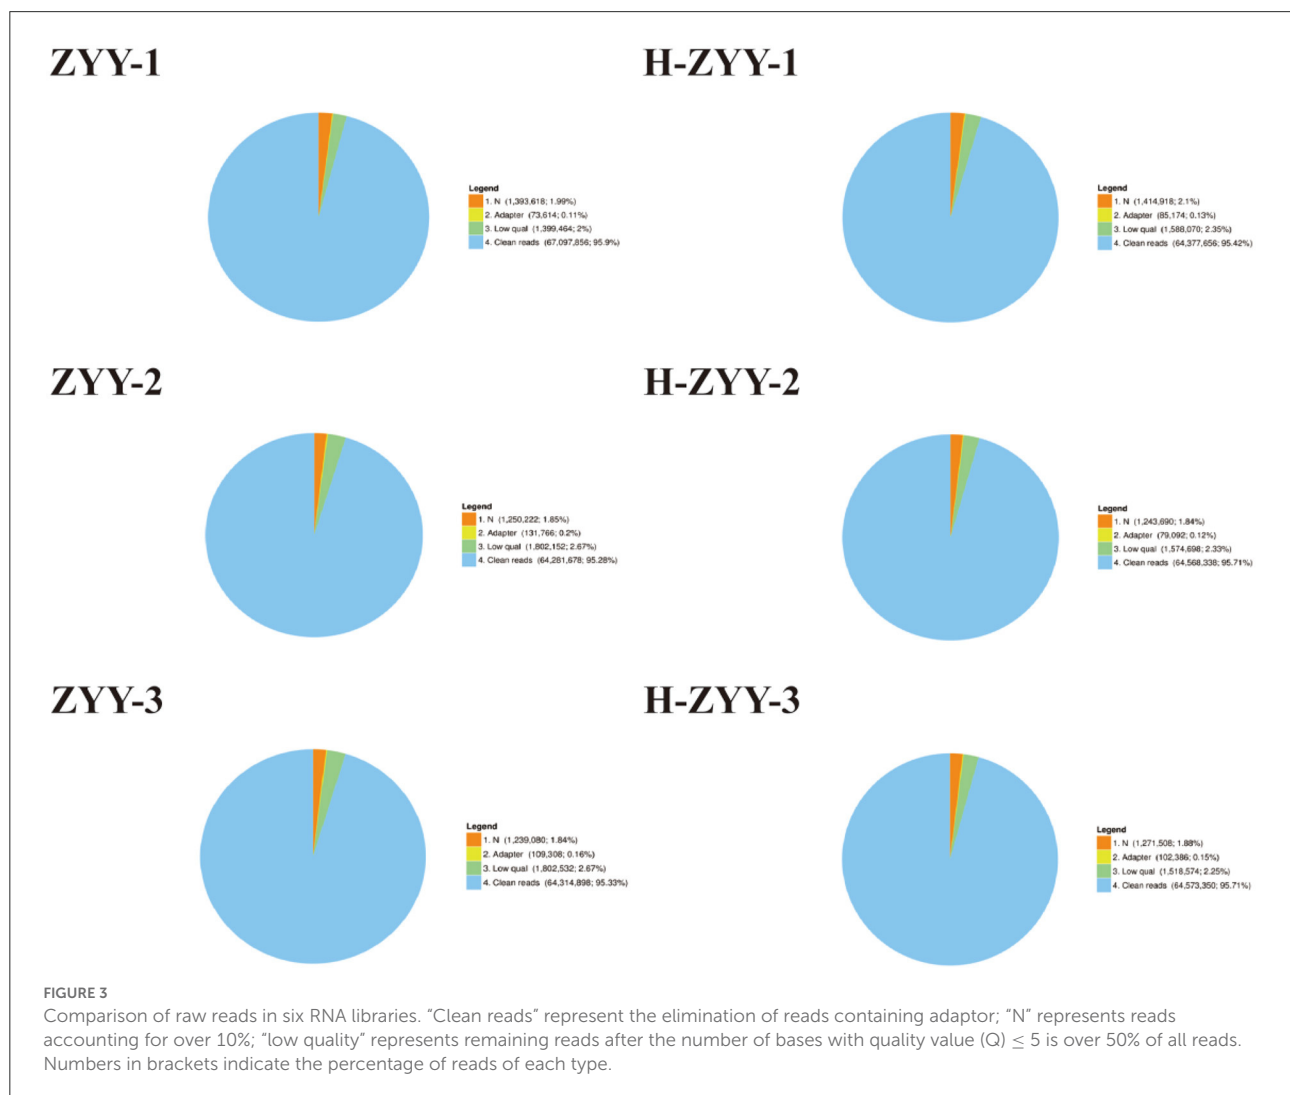 ZYY-1
Legend
1. N (1,393,618; 1.99%)
2. Adapter (73,614; 0.11%)
3. Low qual (1,399,464; 2%)
4. Clean reads (67,097,856; 95.9%)
H-ZYY-1
Legend
1. N (1,414,918; 2.1%)
2. Adapter (85,174; 0.13%)
3. Low qual (1,588,070; 2.35%)
4. Clean reads (64,377,656; 95.42%)
ZYY-2
Legend
1. N (1,250,222; 1.85%)
2. Adapter (131,766; 0.2%)
3. Low qual (1,802,152; 2.67%)
4. Clean reads (64,281,678; 95.28%)
H-ZYY-2
Legend
1. N (1,243,690; 1.84%)
2. Adapter (79,092; 0.12%)
3. Low qual (1,574,698; 2.33%)
4. Clean reads (64,568,338; 95.71%)
ZYY-3
Legend
1. N (1,239,080; 1.84%)
2. Adapter (109,308; 0.16%)
3. Low qual (1,802,532; 2.67%)
4. Clean reads (64,314,898; 95.33%)
H-ZYY-3
Legend
1. N (1,271,508; 1.88%)
2. Adapter (102,386; 0.15%)
3. Low qual (1,518,574; 2.25%)
4. Clean reads (64,573,350; 95.71%)
FIGURE 3
Comparison of raw reads in six RNA libraries. “Clean reads” represent the elimination of reads containing adaptor; “N” represents reads
accounting for over 10%; “low quality” represents remaining reads after the number of bases with quality value (Q) ≤ 5 is over 50% of all reads.
Numbers in brackets indicate the percentage of reads of each type.